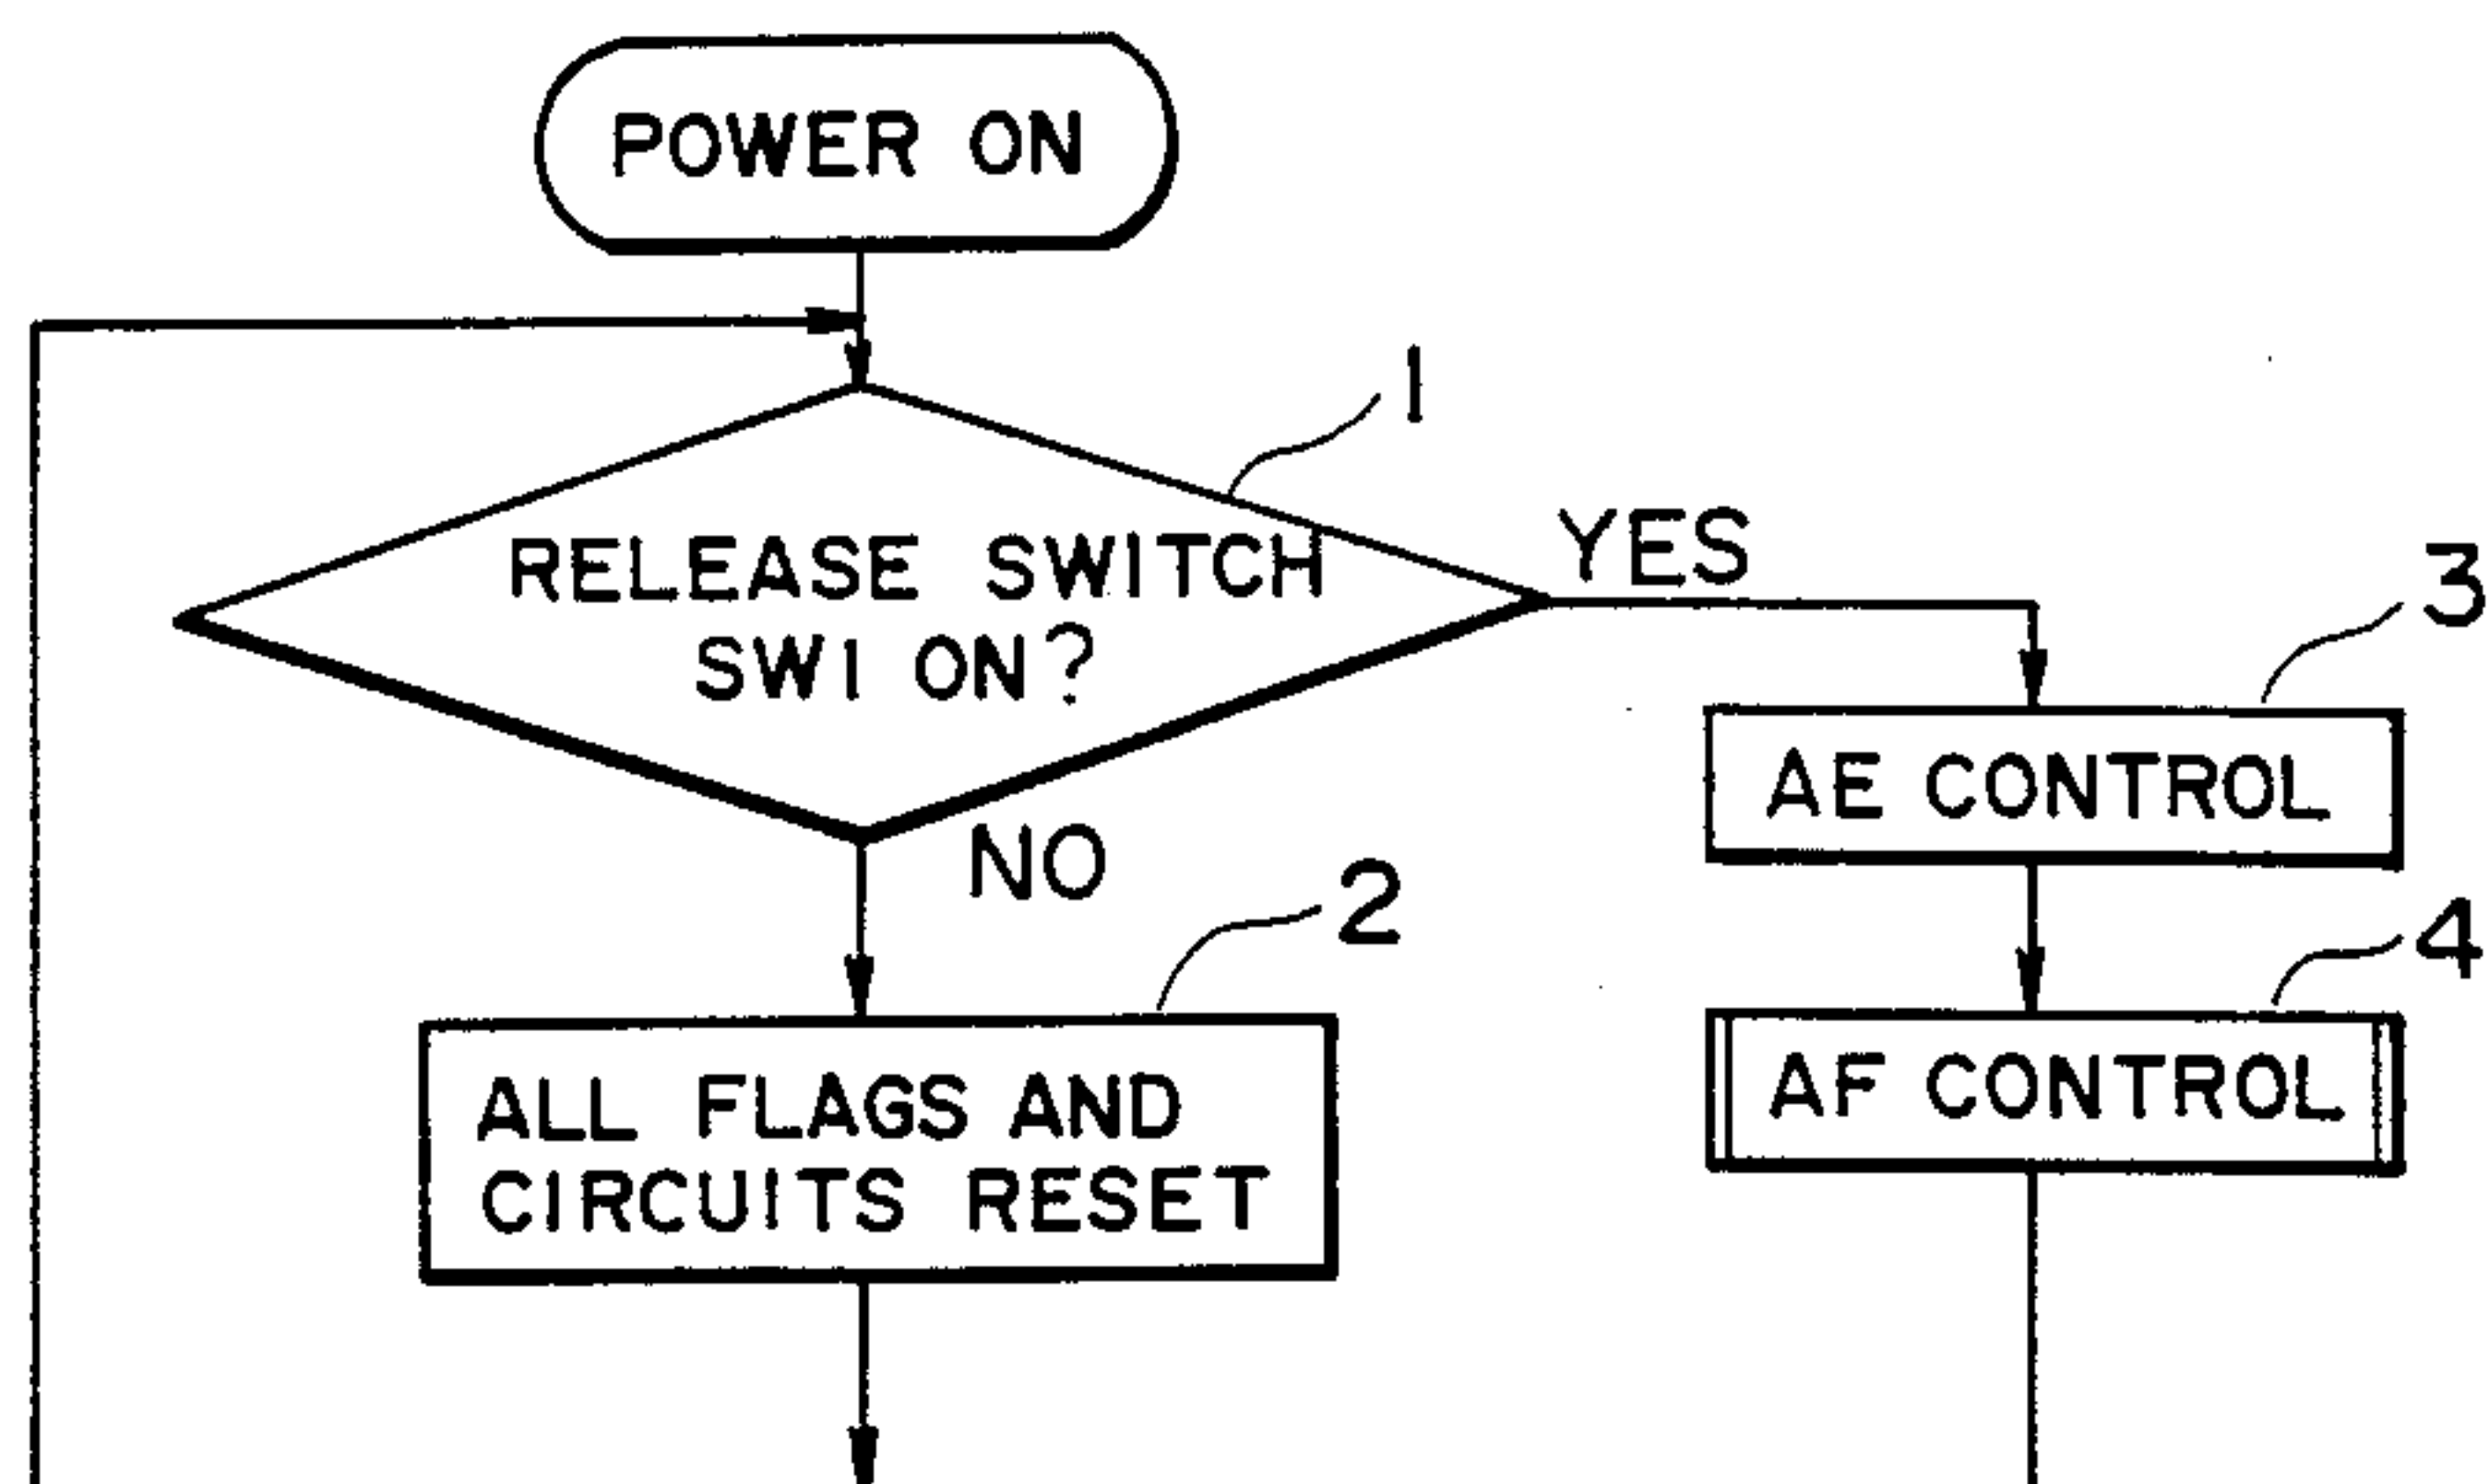 POWER ON
1
RELEASE SWITCH
SW1 ON?
YES
3
AE CONTROL
NO
2
4
ALL FLAGS AND
CIRCUITS RESET
AF CONTROL